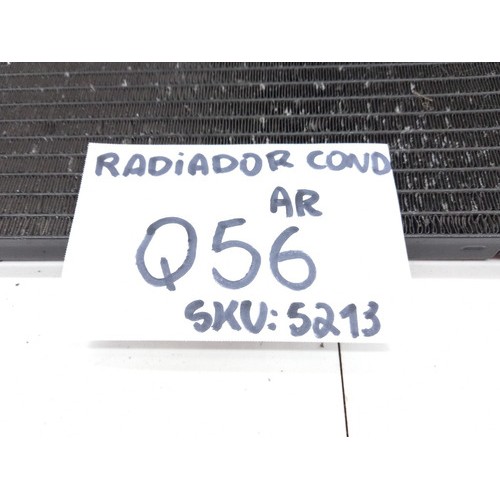 RADiADOR COND
AR
Q56
SKU: 5213